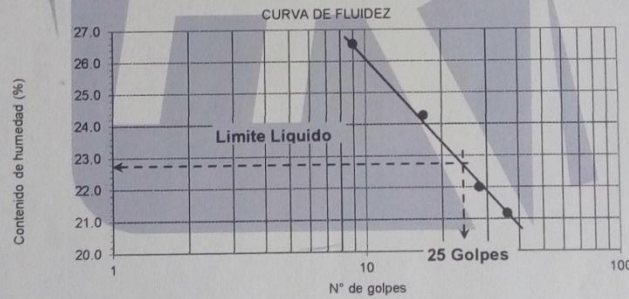 CURVA DE FLUIDEZ
27.0
26.0
25.0
24.0
23.0
22.0
21.0
20.0
Contenido de humedad (%)
Limite Liquido
25 Golpes
1
10
100
N° de golpes